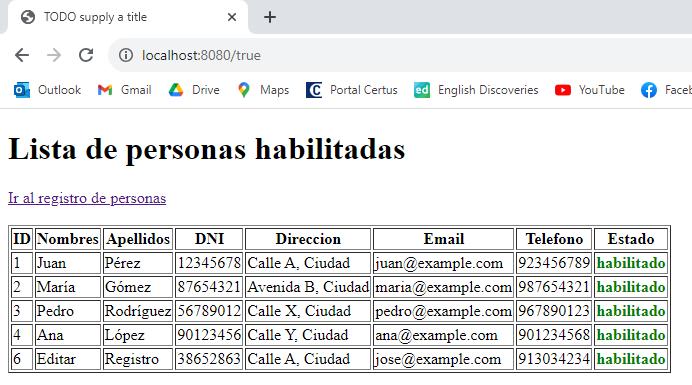 TODO supply a title
localhost:8080/true
Outlook Gmail Drive Maps Portal Certus English Discoveries YouTube Faceb
Lista de personas habilitadas
Ir al registro de personas
ID Nombres Apellidos DNI Direccion Email Telefono Estado
1 Juan Pérez 12345678 Calle A, Ciudad juan@example.com 923456789 habilitado
2 María Gómez 87654321 Avenida B, Ciudad maria@example.com 987654321 habilitado
3 Pedro Rodríguez 56789012 Calle X, Ciudad pedro@example.com 967890123 habilitado
4 Ana López 90123456 Calle Y, Ciudad ana@example.com 901234568 habilitado
6 Editar Registro 38652863 Calle A, Ciudad jose@example.com 913034234 habilitado